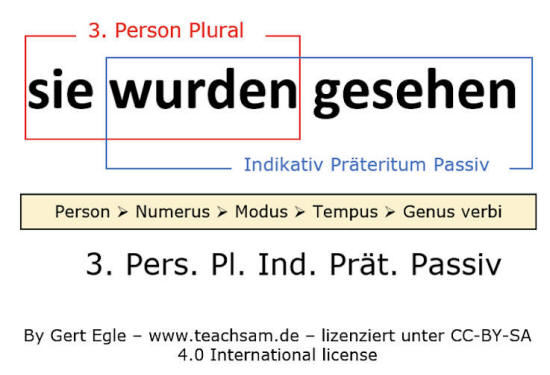 3. Person Plural
sie wurden gesehen
Indikativ Präteritum Passiv
Person ➢ Numerus ➢ Modus ➢ Tempus ➢ Genus verbi
3. Pers. Pl. Ind. Prät. Passiv
By Gert Egle – www.teachsam.de – lizenziert unter CC-BY-SA
4.0 International license